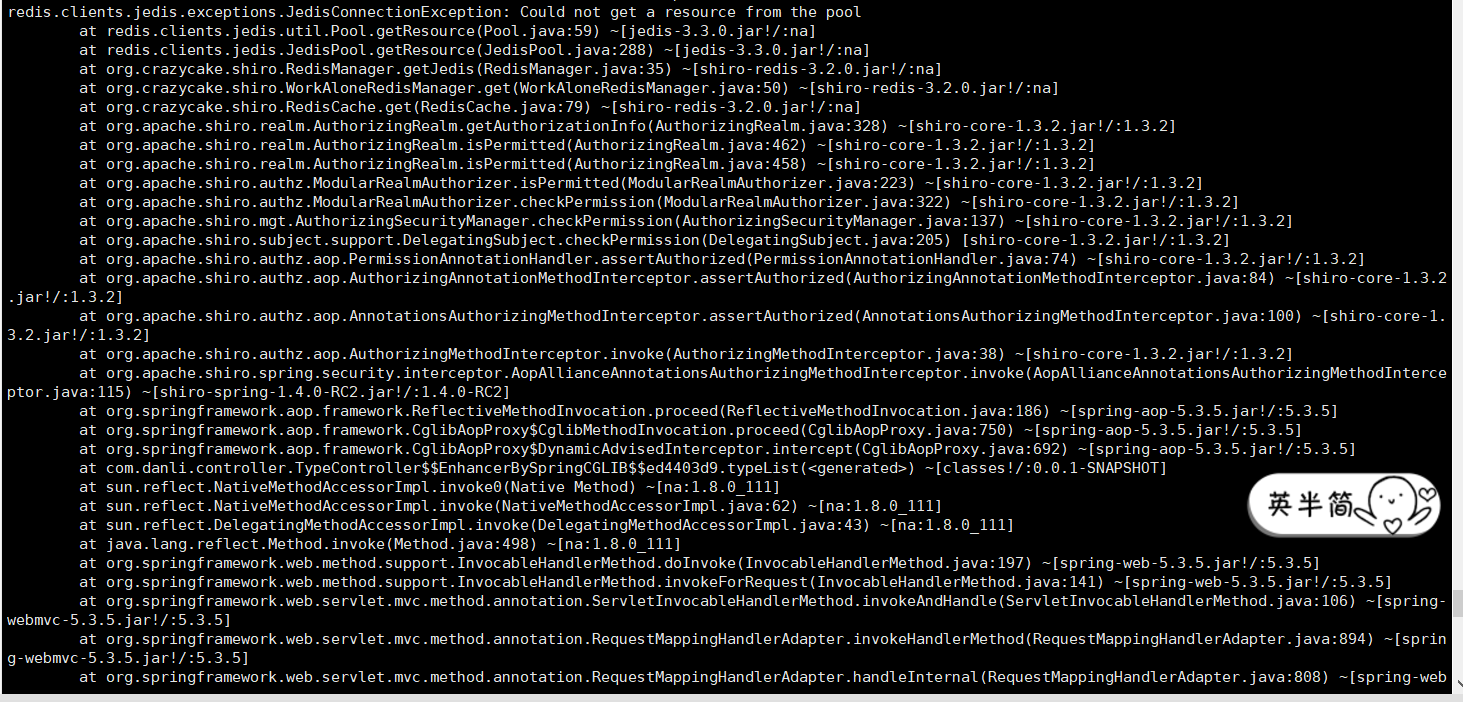 redis.clients.jedis.exceptions.JedisConnectionException: Could not get a resource from the pool
at redis.clients.jedis.util.Pool.getResource(Pool.java:59) ~[jedis-3.3.0.jar!/:na]
at redis.clients.jedis.JedisPool.getResource(JedisPool.java:288) ~[jedis-3.3.0.jar!/:na]
at org.crazycake.shiro.RedisManager.getJedis(RedisManager.java:35) ~[shiro-redis-3.2.0.jar!/:na]
at org.crazycake.shiro.WorkAloneRedisManager.get(WorkAloneRedisManager.java:50) ~[shiro-redis-3.2.0.jar!/:na]
at org.crazycake.shiro.RedisCache.get(RedisCache.java:79) ~[shiro-redis-3.2.0.jar!/:na]
at org.apache.shiro.realm.AuthorizingRealm.getAuthorizationInfo(AuthorizingRealm.java:328) ~[shiro-core-1.3.2.jar!/:1.3.2]
at org.apache.shiro.realm.AuthorizingRealm.isPermitted(AuthorizingRealm.java:462) ~[shiro-core-1.3.2.jar!/:1.3.2]
at org.apache.shiro.realm.AuthorizingRealm.isPermitted(AuthorizingRealm.java:458) ~[shiro-core-1.3.2.jar!/:1.3.2]
at org.apache.shiro.authz.ModularRealmAuthorizer.isPermitted(ModularRealmAuthorizer.java:223) ~[shiro-core-1.3.2.jar!/:1.3.2]
at org.apache.shiro.authz.ModularRealmAuthorizer.checkPermission(ModularRealmAuthorizer.java:322) ~[shiro-core-1.3.2.jar!/:1.3.2]
at org.apache.shiro.mgt.AuthorizingSecurityManager.checkPermission(AuthorizingSecurityManager.java:137) ~[shiro-core-1.3.2.jar!/:1.3.2]
at org.apache.shiro.subject.support.DelegatingSubject.checkPermission(DelegatingSubject.java:205) [shiro-core-1.3.2.jar!/:1.3.2]
at org.apache.shiro.authz.aop.PermissionAnnotationHandler.assertAuthorized(PermissionAnnotationHandler.java:74) ~[shiro-core-1.3.2.jar!/:1.3.2]
at org.apache.shiro.authz.aop.AuthorizingAnnotationMethodInterceptor.assertAuthorized(AuthorizingAnnotationMethodInterceptor.java:84) ~[shiro-core-1.3.2
.jar!/:1.3.2]
at org.apache.shiro.authz.aop.AnnotationsAuthorizingMethodInterceptor.assertAuthorized(AnnotationsAuthorizingMethodInterceptor.java:100) ~[shiro-core-1.
3.2.jar!/:1.3.2]
at org.apache.shiro.authz.aop.AuthorizingMethodInterceptor.invoke(AuthorizingMethodInterceptor.java:38) ~[shiro-core-1.3.2.jar!/:1.3.2]
at org.apache.shiro.spring.security.interceptor.AopAllianceAnnotationsAuthorizingMethodInterceptor.invoke(AopAllianceAnnotationsAuthorizingMethodInterce
ptor.java:115) ~[shiro-spring-1.4.0-RC2.jar!/:1.4.0-RC2]
at org.springframework.aop.framework.ReflectiveMethodInvocation.proceed(ReflectiveMethodInvocation.java:186) ~[spring-aop-5.3.5.jar!/:5.3.5]
at org.springframework.aop.framework.CglibAopProxy$CglibMethodInvocation.proceed(CglibAopProxy.java:750) ~[spring-aop-5.3.5.jar!/:5.3.5]
at org.springframework.aop.framework.CglibAopProxy$DynamicAdvisedInterceptor.intercept(CglibAopProxy.java:692) ~[spring-aop-5.3.5.jar!/:5.3.5]
at com.danli.controller.TypeController$$EnhancerBySpringCGLIB$$ed4403d9.typeList(<generated>) ~[classes!/:0.0.1-SNAPSHOT]
at sun.reflect.NativeMethodAccessorImpl.invoke0(Native Method) ~[na:1.8.0_111]
at sun.reflect.NativeMethodAccessorImpl.invoke(NativeMethodAccessorImpl.java:62) ~[na:1.8.0_111]
at sun.reflect.DelegatingMethodAccessorImpl.invoke(DelegatingMethodAccessorImpl.java:43) ~[na:1.8.0_111]
at java.lang.reflect.Method.invoke(Method.java:498) ~[na:1.8.0_111]
at org.springframework.web.method.support.InvocableHandlerMethod.doInvoke(InvocableHandlerMethod.java:197) ~[spring-web-5.3.5.jar!/:5.3.5]
at org.springframework.web.method.support.InvocableHandlerMethod.invokeForRequest(InvocableHandlerMethod.java:141) ~[spring-web-5.3.5.jar!/:5.3.5]
at org.springframework.web.servlet.mvc.method.annotation.ServletInvocableHandlerMethod.invokeAndHandle(ServletInvocableHandlerMethod.java:106) ~[spring-
webmvc-5.3.5.jar!/:5.3.5]
at org.springframework.web.servlet.mvc.method.annotation.RequestMappingHandlerAdapter.invokeHandlerMethod(RequestMappingHandlerAdapter.java:894) ~[sprin
g-webmvc-5.3.5.jar!/:5.3.5]
at org.springframework.web.servlet.mvc.method.annotation.RequestMappingHandlerAdapter.handleInternal(RequestMappingHandlerAdapter.java:808) ~[spring-web
英半简